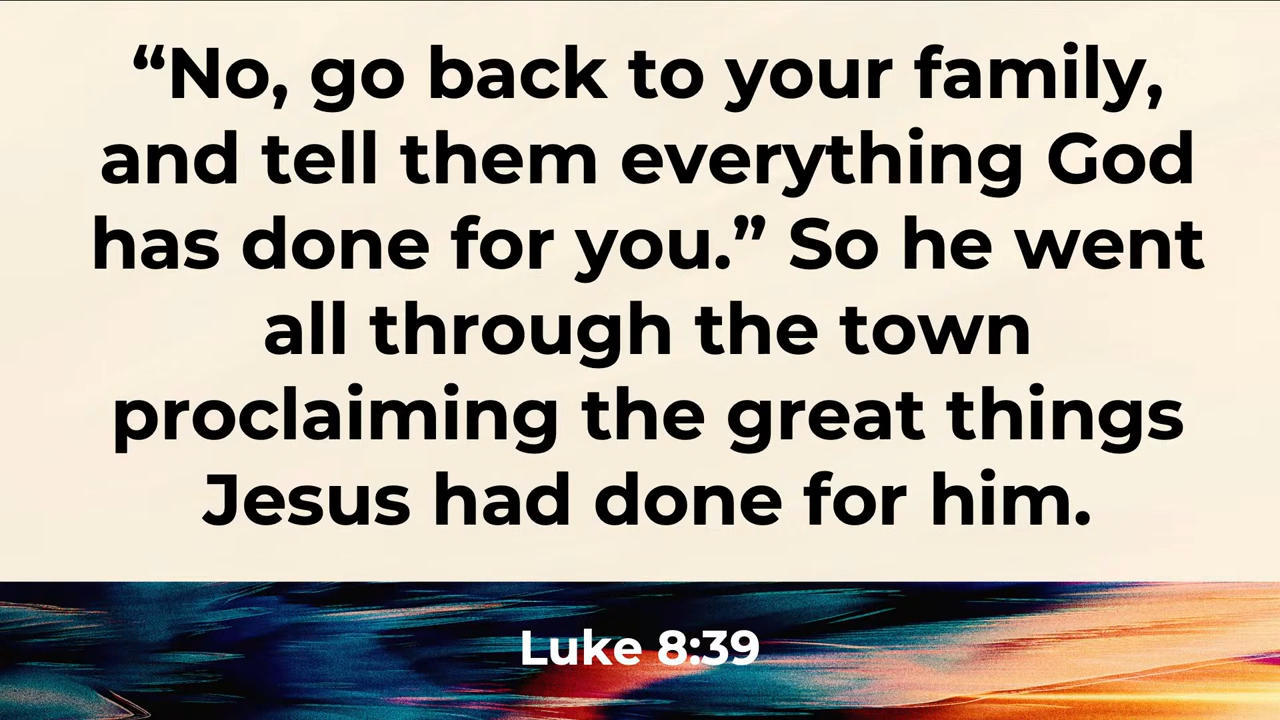 “No, go back to your family,
and tell them everything God
has done for you.” So he went
all through the town
proclaiming the great things
Jesus had done for him.
Luke 8:39